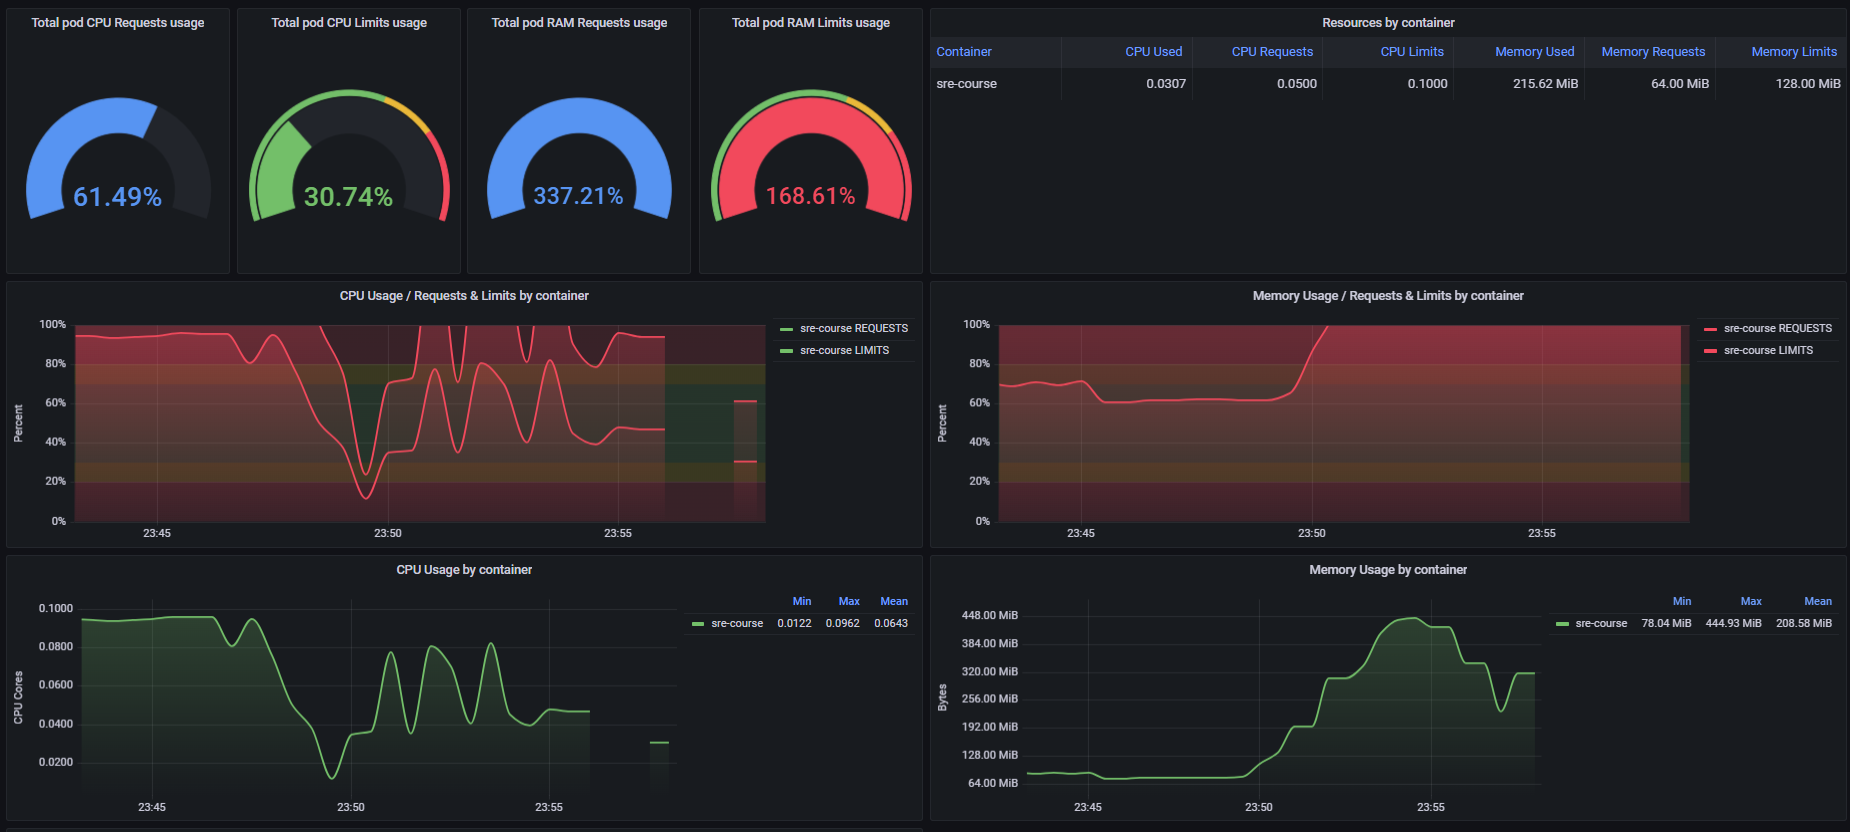 Total pod CPU Requests usage
61.49%
Total pod CPU Limits usage
30.74%
Total pod RAM Requests usage
337.21%
Total pod RAM Limits usage
168.61%
Resources by container
Container CPU Used CPU Requests CPU Limits Memory Used Memory Requests Memory Limits
sre-course 0.0307 0.0500 0.1000 215.62 MiB 64.00 MiB 128.00 MiB
CPU Usage / Requests & Limits by container
Percent
100%
80%
60%
40%
20%
0%
23:45 23:50 23:55
sre-course REQUESTS
sre-course LIMITS
Memory Usage / Requests & Limits by container
Percent
100%
80%
60%
40%
20%
0%
23:45 23:50 23:55
sre-course REQUESTS
sre-course LIMITS
CPU Usage by container
CPU Cores
0.1000
0.0800
0.0600
0.0400
0.0200
23:45 23:50 23:55
Min Max Mean
sre-course 0.0122 0.0962 0.0643
Memory Usage by container
Bytes
448.00 MiB
384.00 MiB
320.00 MiB
256.00 MiB
192.00 MiB
128.00 MiB
64.00 MiB
23:45 23:50 23:55
Min Max Mean
sre-course 78.04 MiB 444.93 MiB 208.58 MiB